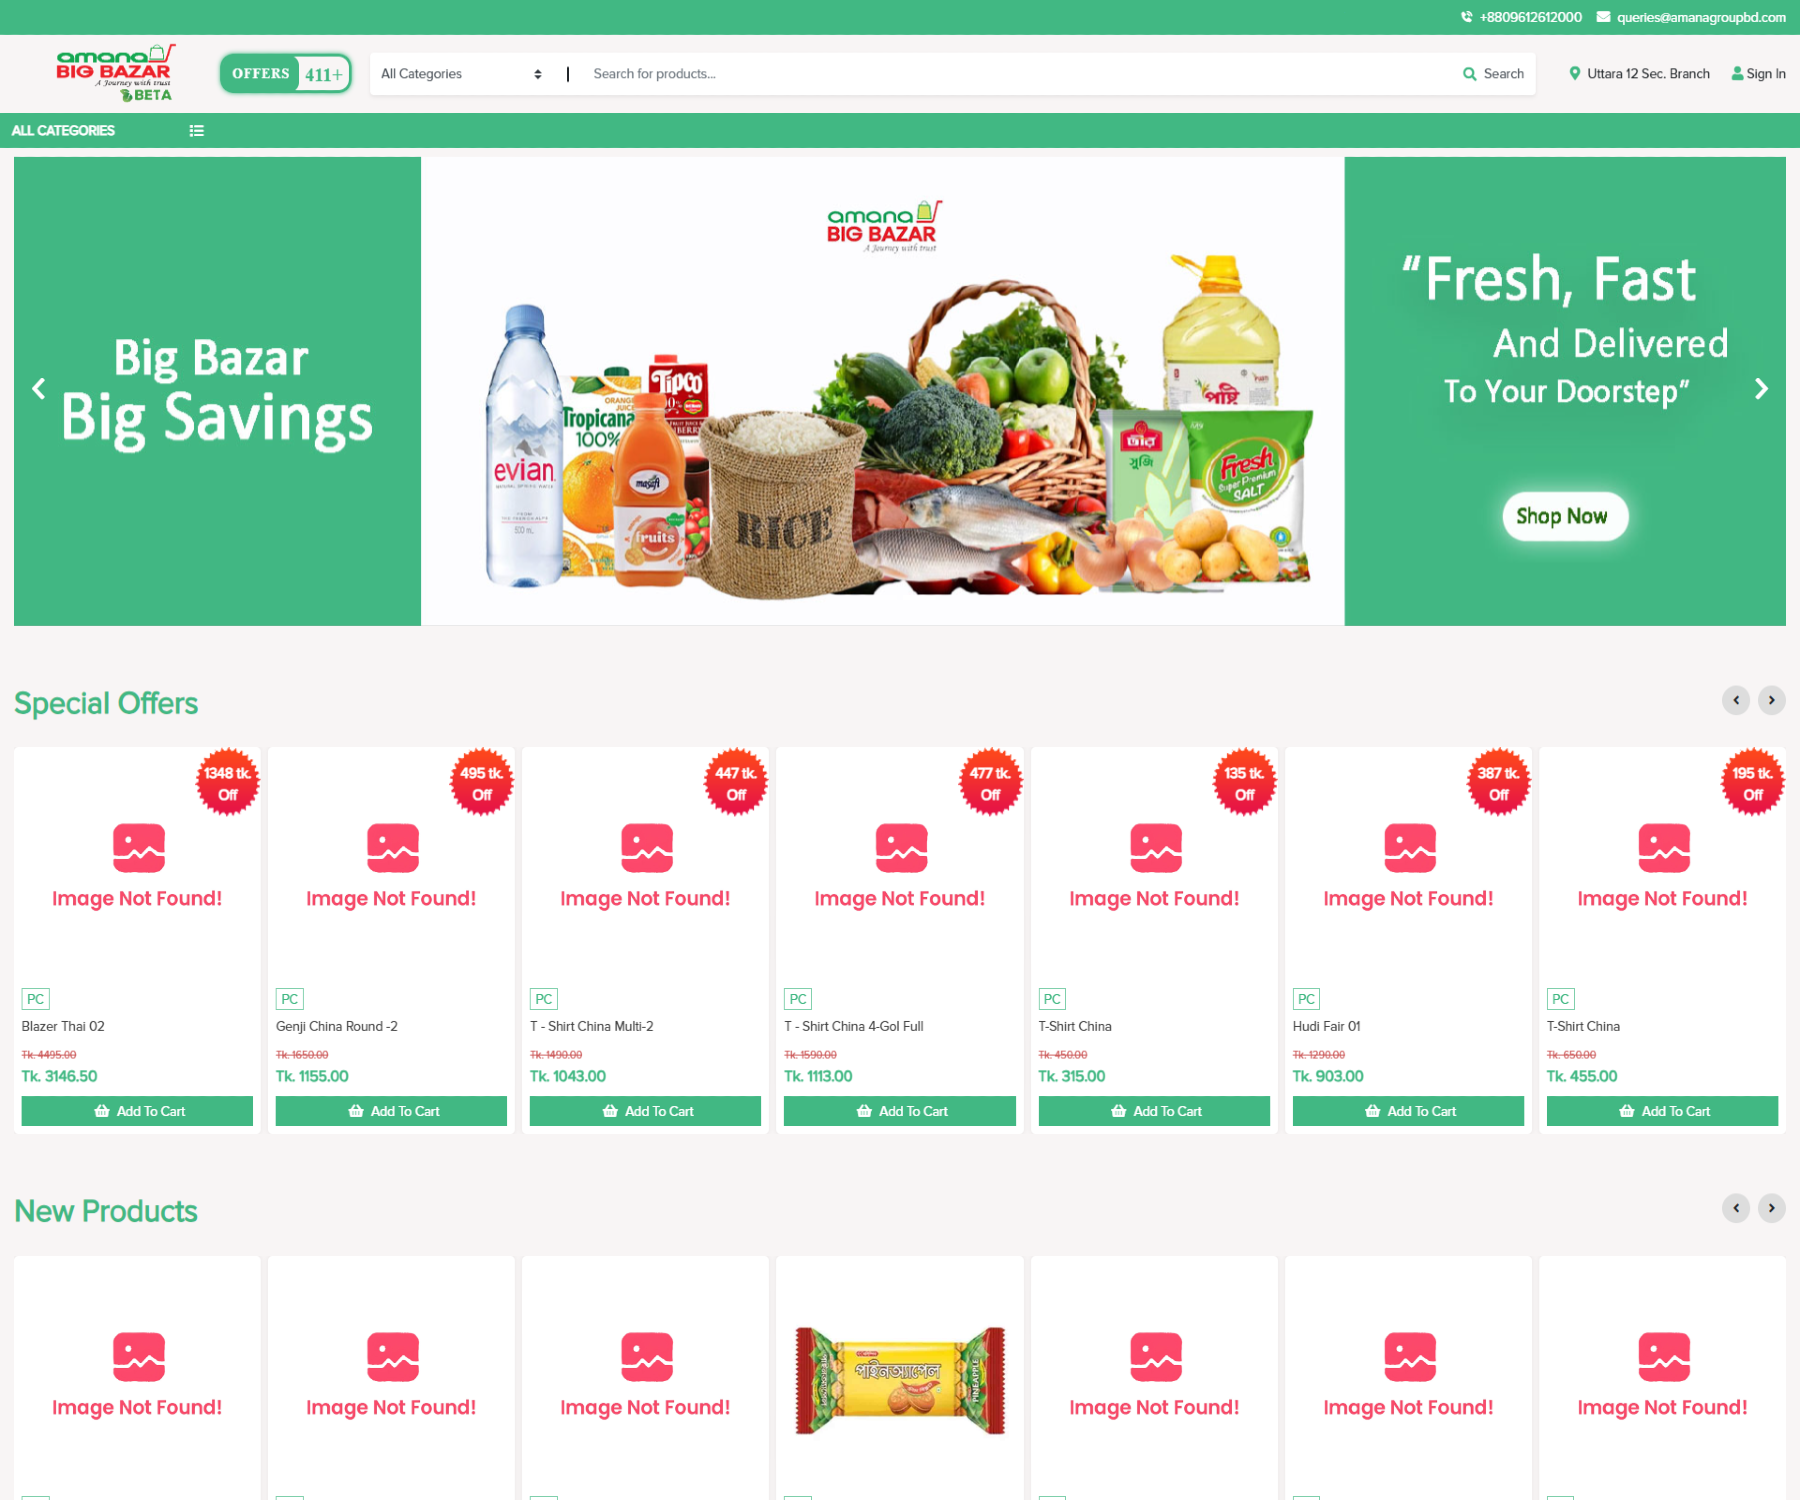 +8809612612000 queries@amanagroupbd.com
amana
BIG BAZAR
A Journey with trust
BETA
OFFERS 411+
All Categories
Search for products...
Search
Uttara 12 Sec. Branch
Sign In
ALL CATEGORIES
Big Bazar
Big Savings
amana
BIG BAZAR
A Journey with trust
evian
500 mL
ORANGE
JUICE
Tropicana
100%
Tipco
masafi
fruits
RICE
পুষ্টি
তীর
সুজি
Fresh
Super Premium
SALT
"Fresh, Fast
And Delivered
To Your Doorstep"
Shop Now
Special Offers
1348 tk.
Off
Image Not Found!
PC
Blazer Thai 02
Tk. 4495.00
Tk. 3146.50
Add To Cart
495 tk.
Off
Image Not Found!
PC
Genji China Round -2
Tk. 1650.00
Tk. 1155.00
Add To Cart
447 tk.
Off
Image Not Found!
PC
T - Shirt China Multi-2
Tk. 1490.00
Tk. 1043.00
Add To Cart
477 tk.
Off
Image Not Found!
PC
T - Shirt China 4-Gol Full
Tk. 1590.00
Tk. 1113.00
Add To Cart
135 tk.
Off
Image Not Found!
PC
T-Shirt China
Tk. 450.00
Tk. 315.00
Add To Cart
387 tk.
Off
Image Not Found!
PC
Hudi Fair 01
Tk. 1290.00
Tk. 903.00
Add To Cart
195 tk.
Off
Image Not Found!
PC
T-Shirt China
Tk. 650.00
Tk. 455.00
Add To Cart
New Products
Image Not Found!
Image Not Found!
Image Not Found!
পাইনঅ্যাপেল
PINEAPPLE
Image Not Found!
Image Not Found!
Image Not Found!